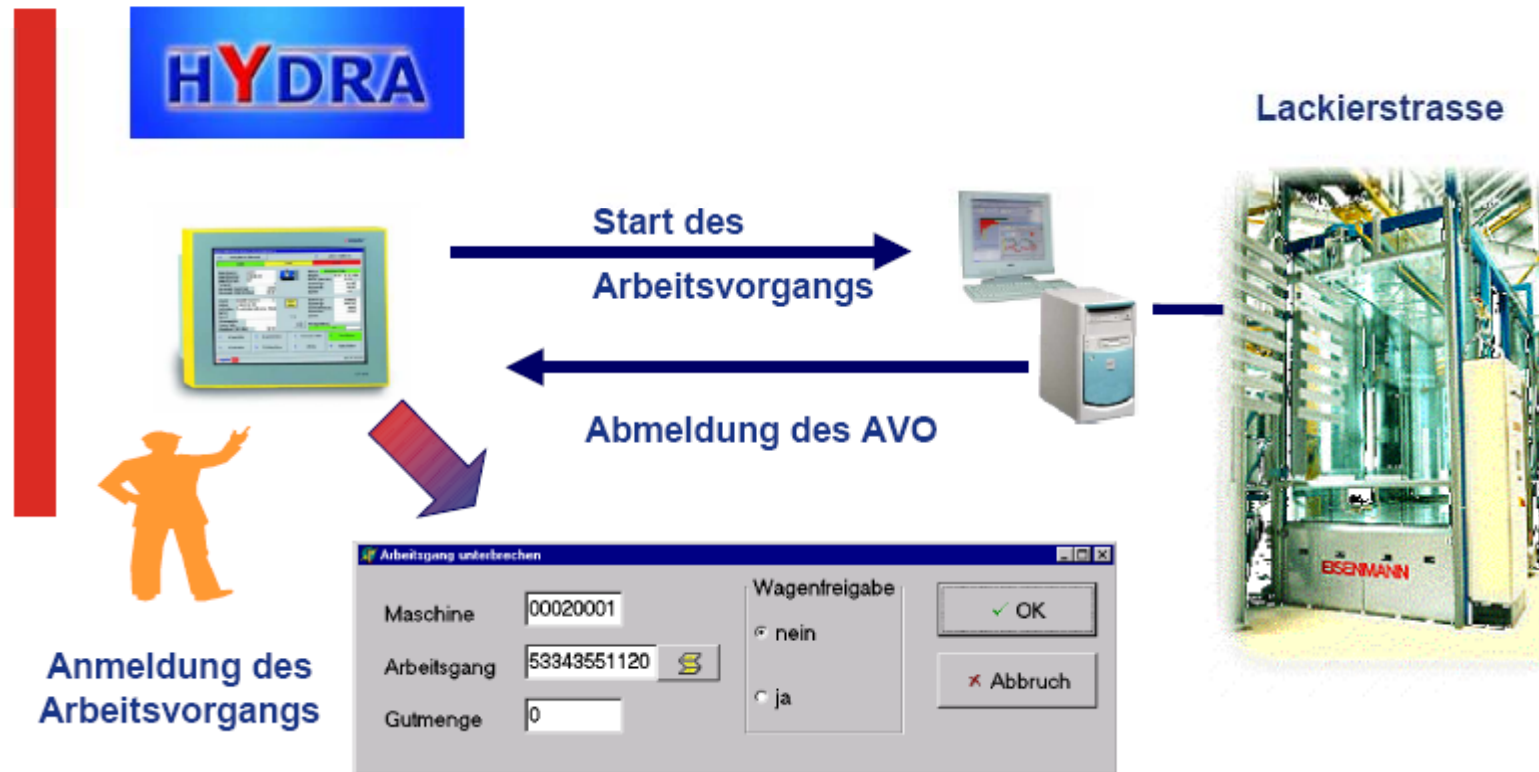 HYDRA
Lackierstrasse
Start des
Arbeitsvorgangs
Abmeldung des AVO
EISENMANN
Anmeldung des
Arbeitsvorgangs
Arbeitsgang unterbrechen
Maschine 00020001
Arbeitsgang 53343551120
Gutmenge 0
Wagenfreigabe
nein
ja
OK
Abbruch